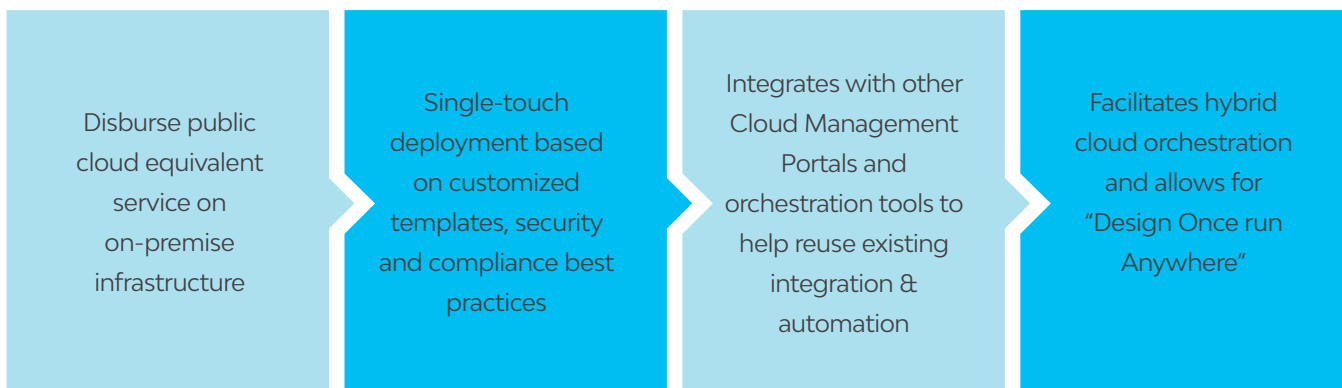 Disburse public
cloud equivalent
service on
on-premise
infrastructure
Single-touch
deployment based
on customized
templates, security
and compliance best
practices
Integrates with other
Cloud Management
Portals and
orchestration tools to
help reuse existing
integration &
automation
Facilitates hybrid
cloud orchestration
and allows for
“Design Once run
Anywhere”